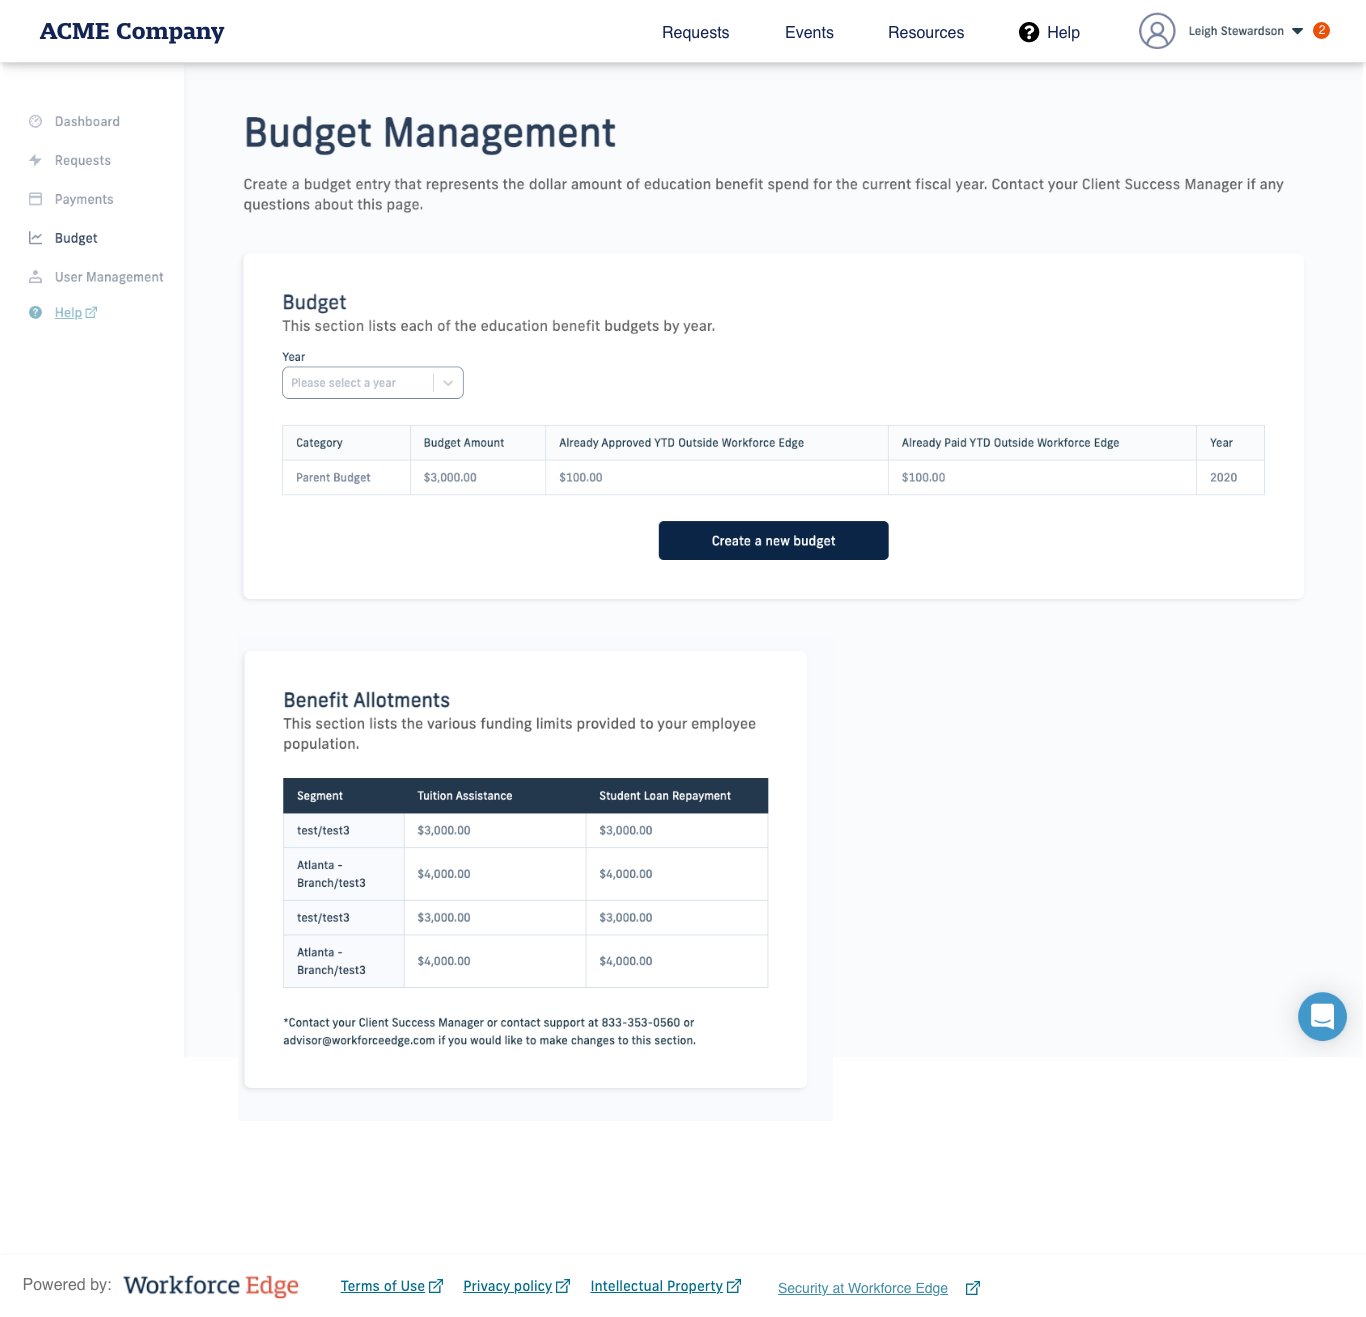 ACME Company
Requests
Events
Resources
Help
Leigh Stewardson
2
Dashboard
Requests
Payments
Budget
User Management
Help
Budget Management
Create a budget entry that represents the dollar amount of education benefit spend for the current fiscal year. Contact your Client Success Manager if any
questions about this page.
Budget
This section lists each of the education benefit budgets by year.
Year
Please select a year
Category Budget Amount Already Approved YTD Outside Workforce Edge Already Paid YTD Outside Workforce Edge Year
Parent Budget $3,000.00 $100.00 $100.00 2020
Create a new budget
Benefit Allotments
This section lists the various funding limits provided to your employee
population.
Segment Tuition Assistance Student Loan Repayment
test/test3 $3,000.00 $3,000.00
Atlanta -
Branch/test3 $4,000.00 $4,000.00
test/test3 $3,000.00 $3,000.00
Atlanta -
Branch/test3 $4,000.00 $4,000.00
*Contact your Client Success Manager or contact support at 833-353-0560 or
advisor@workforceedge.com if you would like to make changes to this section.
Powered by: Workforce Edge
Terms of Use
Privacy policy
Intellectual Property
Security at Workforce Edge